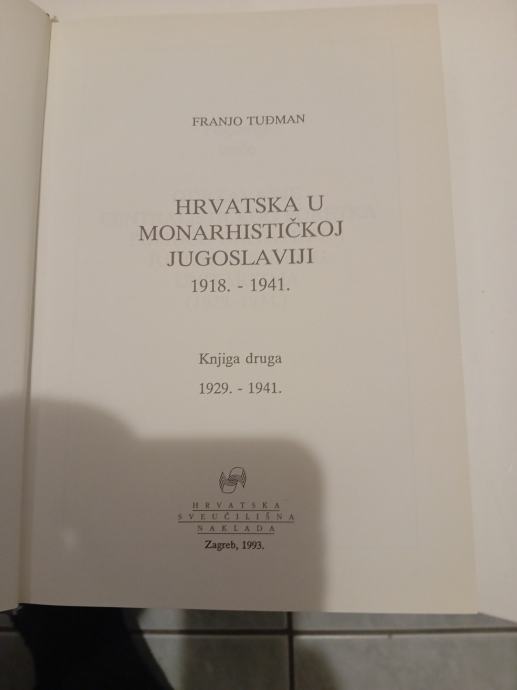 FRANJO TUĐMAN
HRVATSKA U
MONARHISTIČKOJ
JUGOSLAVIJI
1918. - 1941.
Knjiga druga
1929. - 1941.
HRVATSKA
SVEUČILIŠNA
NAKLADA
Zagreb, 1993.